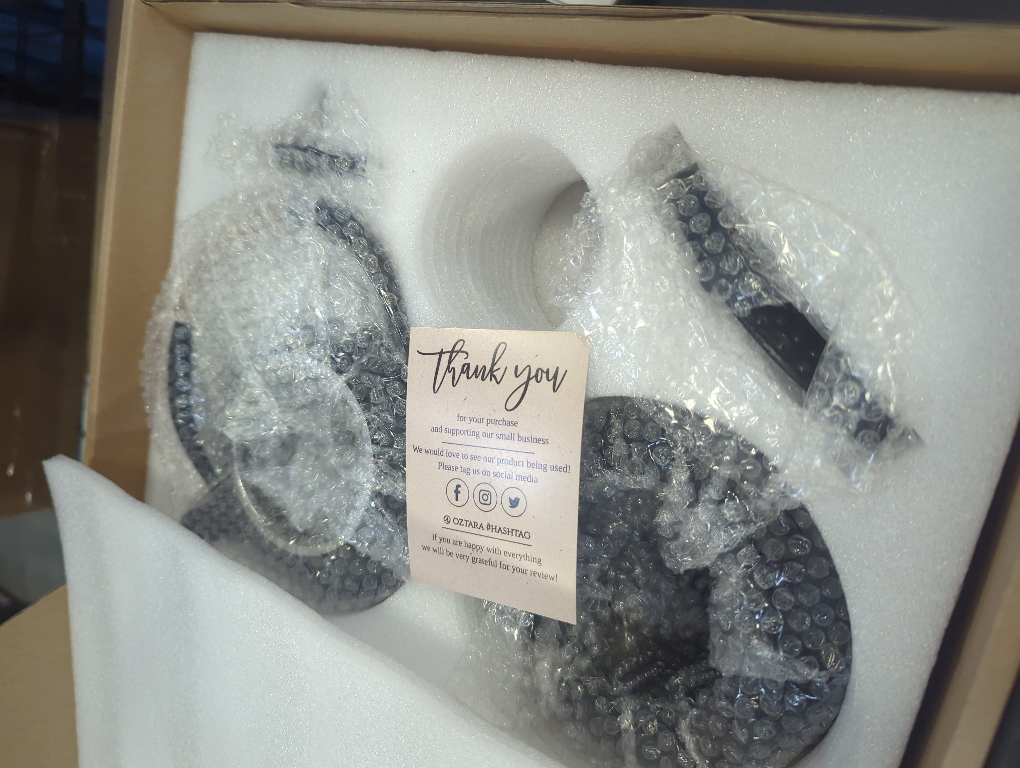 Thank you
for your purchase
and supporting our small business
We would love to see our product being used!
Please tag us on social media
@ OZTARA #HASHTAG
if you are happy with everything
we will be very grateful for your review!